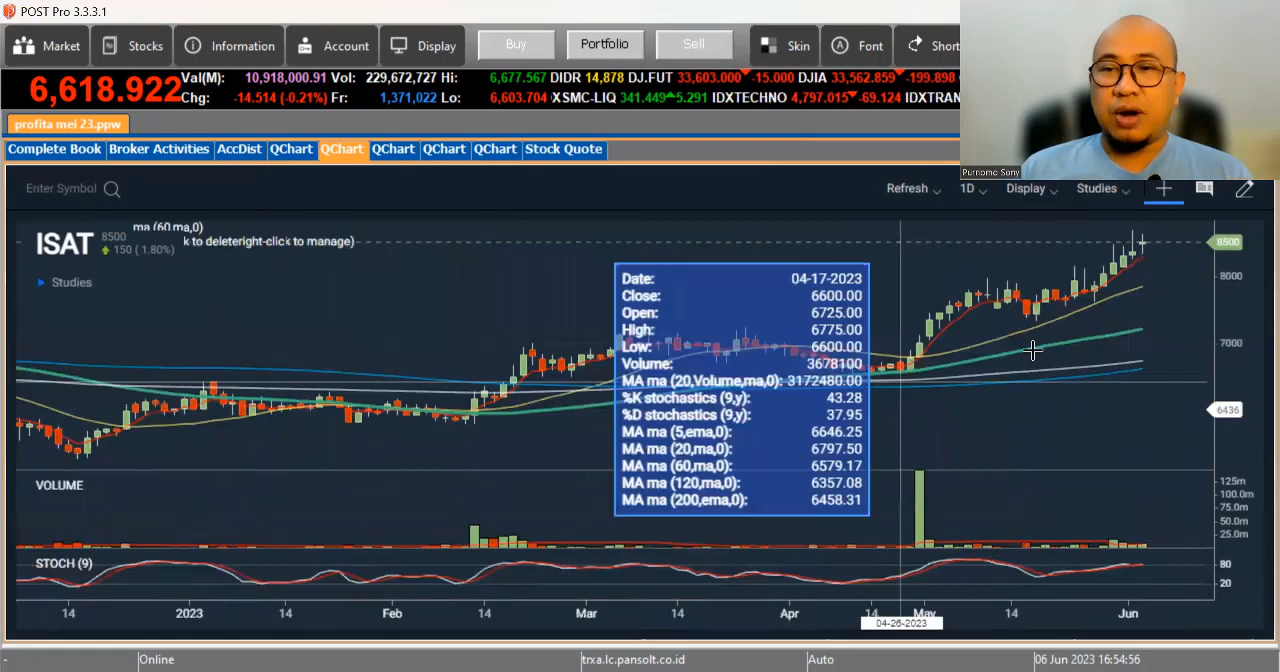 POST Pro 3.3.3.1
Market Stocks Information Account Display Buy Portfolio Sell Skin Font Short
6,618.922 Val(M): 10,918,000.91 Vol: 229,672,727 Hi: 6,677.567 DIDR 14,878 DJ.FUT 33,603.000 -15.000 DJIA 33,562.859 -199.898
Chg: -14.514 (-0.21%) Fr: 1,371,022 Lo: 6,603.704 XSMC-LIQ 341.449 5.291 IDXTECHNO 4,797.015 -69.124 IDXTRAN
profita mei 23.ppw
Complete Book Broker Activities AccDist QChart QChart QChart QChart QChart Stock Quote
Purnomo Sony
Enter Symbol Refresh 1D Display Studies
ma (60,ma,0)
ISAT 8500 k to deleteright-click to manage)
150 (1.80%)
Studies
Date: 04-17-2023
Close: 6600.00
Open: 6725.00
High: 6775.00
Low: 6600.00
Volume: 3678100
MA ma (20,Volume,ma,0): 3172480.00
%K stochastics (9,y): 43.28
%D stochastics (9,y): 37.95
MA ma (5,ema,0): 6646.25
MA ma (20,ma,0): 6797.50
MA ma (60,ma,0): 6579.17
MA ma (120,ma,0): 6357.08
MA ma (200,ema,0): 6458.31
8500
8000
7000
6436
VOLUME
125m
100.0m
75.0m
50.0m
25.0m
STOCH (9)
80
20
14 2023 14 Feb 14 Mar 14 Apr 14 May 14 Jun
04-26-2023
- Online trxa.lc.pansolt.co.id Auto 06 Jun 2023 16:54:56